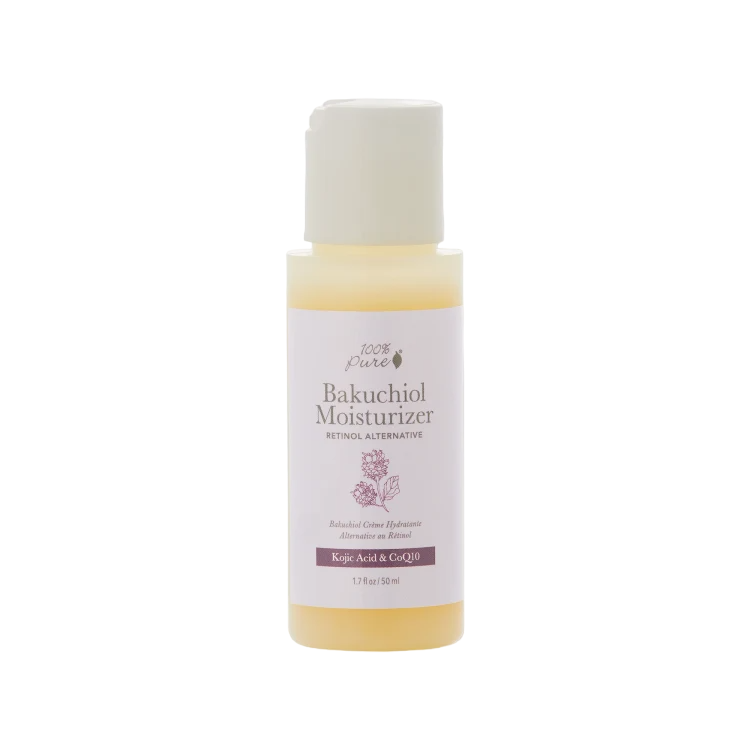 100%
pure
Bakuchiol
Moisturizer
RETINOL ALTERNATIVE
Bakuchiol Crème Hydratante
Alternative au Rétinol
Kojic Acid & CoQ10
1.7 fl oz / 50 ml